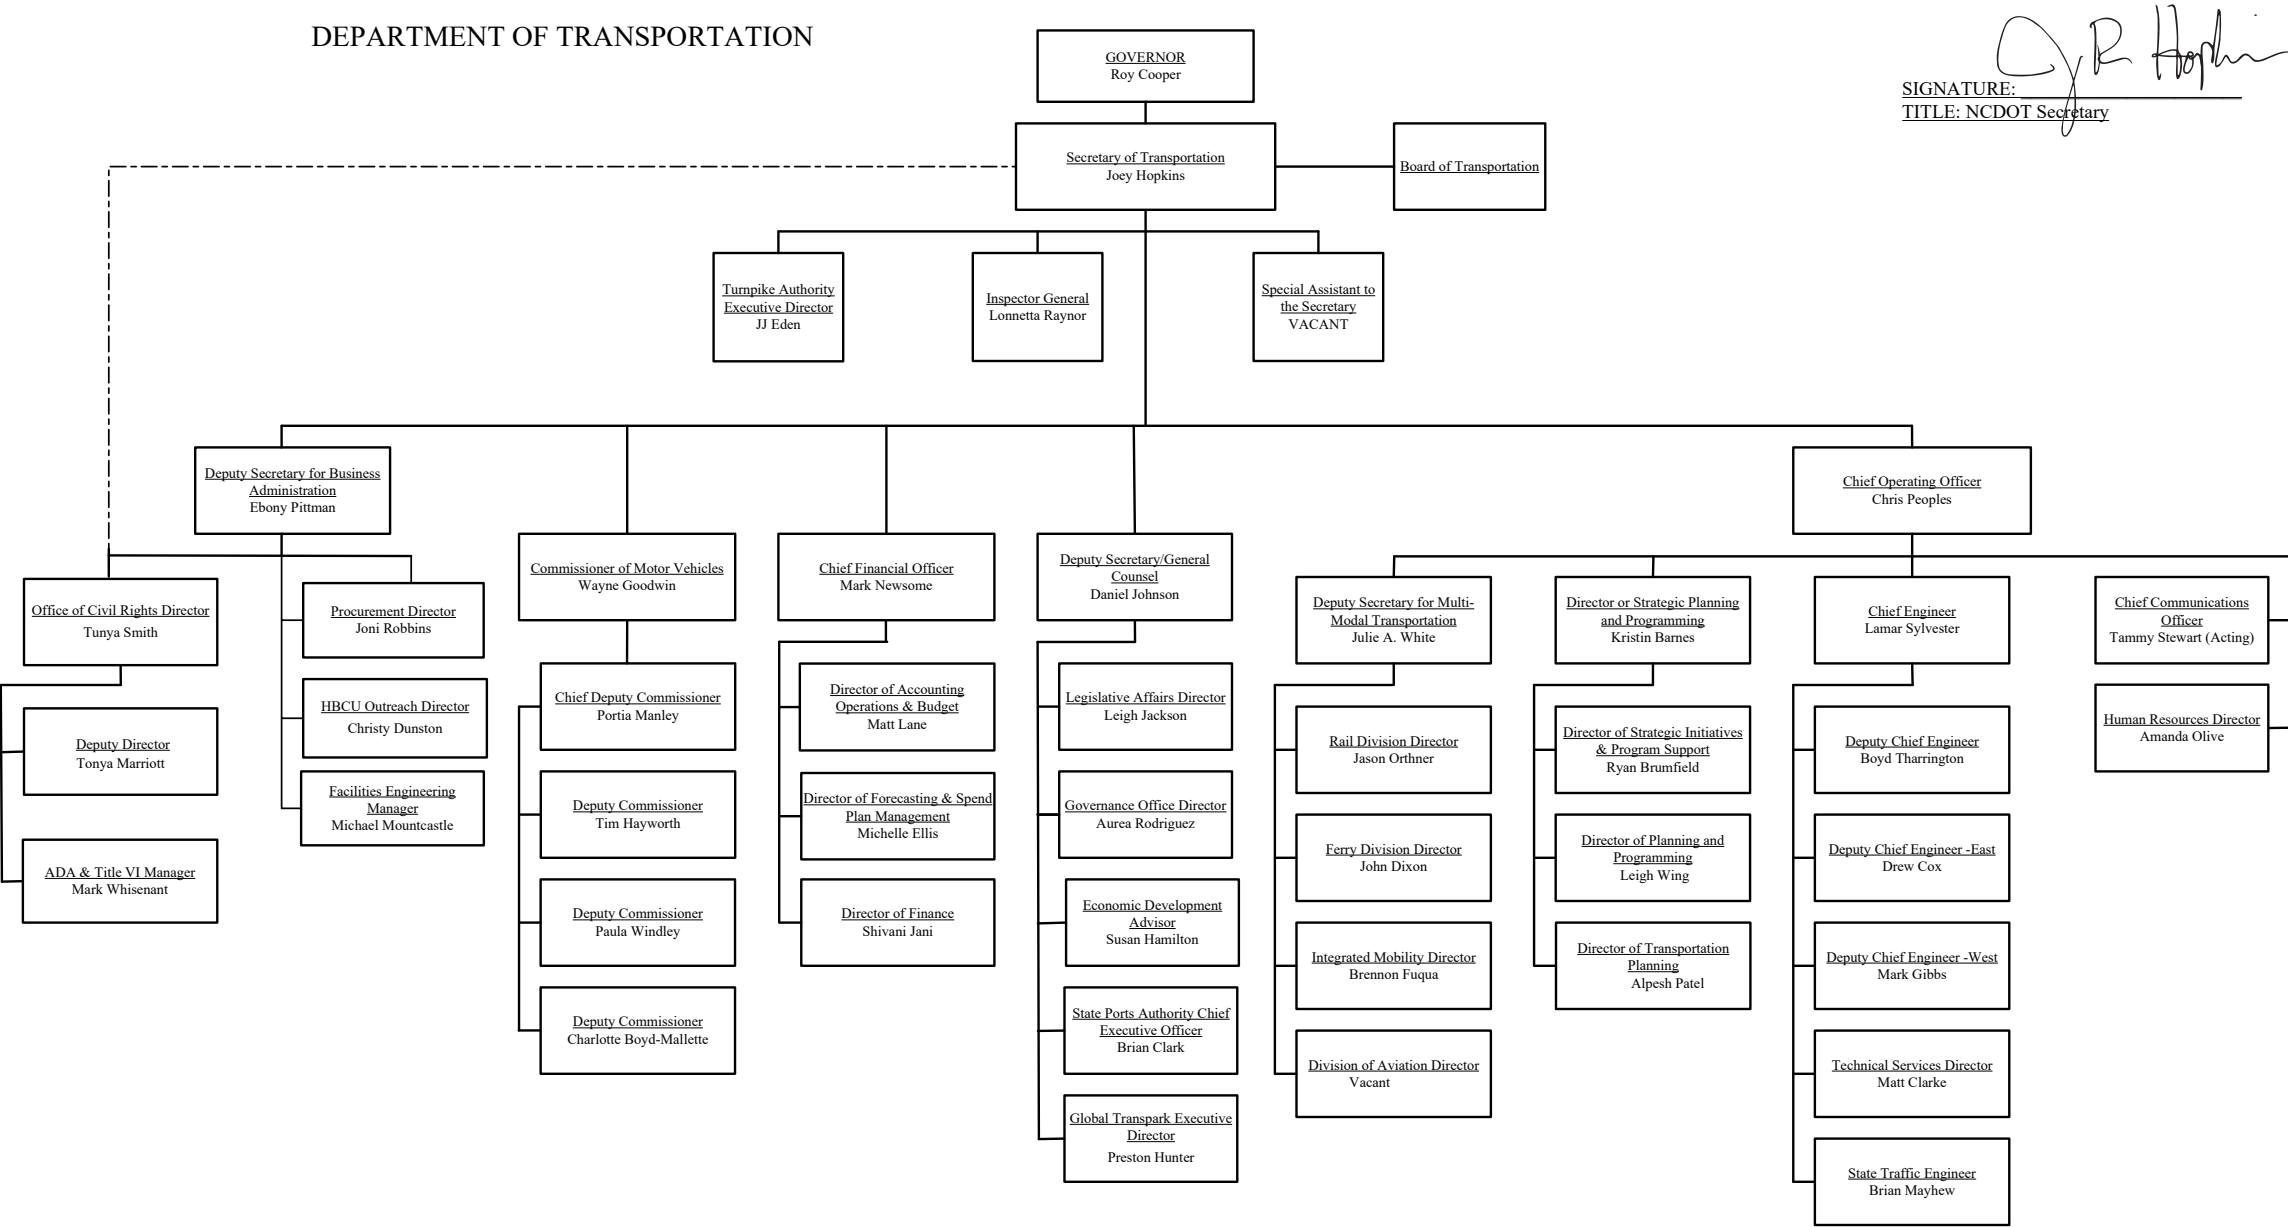 DEPARTMENT OF TRANSPORTATION
GOVERNOR
Roy Cooper
J R Hopkins
SIGNATURE:
TITLE: NCDOT Secretary
Secretary of Transportation
Joey Hopkins
Board of Transportation
Turnpike Authority
Executive Director
JJ Eden
Inspector General
Lonnetta Raynor
Special Assistant to
the Secretary
VACANT
Deputy Secretary for Business
Administration
Ebony Pittman
Chief Operating Officer
Chris Peoples
Office of Civil Rights Director
Tunya Smith
Deputy Director
Tonya Marriott
ADA & Title VI Manager
Mark Whisenant
Procurement Director
Joni Robbins
HBCU Outreach Director
Christy Dunston
Facilities Engineering
Manager
Michael Mountcastle
Commissioner of Motor Vehicles
Wayne Goodwin
Chief Deputy Commissioner
Portia Manley
Deputy Commissioner
Tim Hayworth
Deputy Commissioner
Paula Windley
Deputy Commissioner
Charlotte Boyd-Mallette
Chief Financial Officer
Mark Newsome
Director of Accounting
Operations & Budget
Matt Lane
Director of Forecasting & Spend
Plan Management
Michelle Ellis
Director of Finance
Shivani Jani
Deputy Secretary/General
Counsel
Daniel Johnson
Legislative Affairs Director
Leigh Jackson
Governance Office Director
Aurea Rodriguez
Economic Development
Advisor
Susan Hamilton
State Ports Authority Chief
Executive Officer
Brian Clark
Global Transpark Executive
Director
Preston Hunter
Deputy Secretary for Multi-
Modal Transportation
Julie A. White
Rail Division Director
Jason Orthner
Ferry Division Director
John Dixon
Integrated Mobility Director
Brennon Fuqua
Division of Aviation Director
Vacant
Director or Strategic Planning
and Programming
Kristin Barnes
Director of Strategic Initiatives
& Program Support
Ryan Brumfield
Director of Planning and
Programming
Leigh Wing
Director of Transportation
Planning
Alpesh Patel
Chief Engineer
Lamar Sylvester
Deputy Chief Engineer
Boyd Tharrington
Deputy Chief Engineer -East
Drew Cox
Deputy Chief Engineer -West
Mark Gibbs
Technical Services Director
Matt Clarke
State Traffic Engineer
Brian Mayhew
Chief Communications
Officer
Tammy Stewart (Acting)
Human Resources Director
Amanda Olive